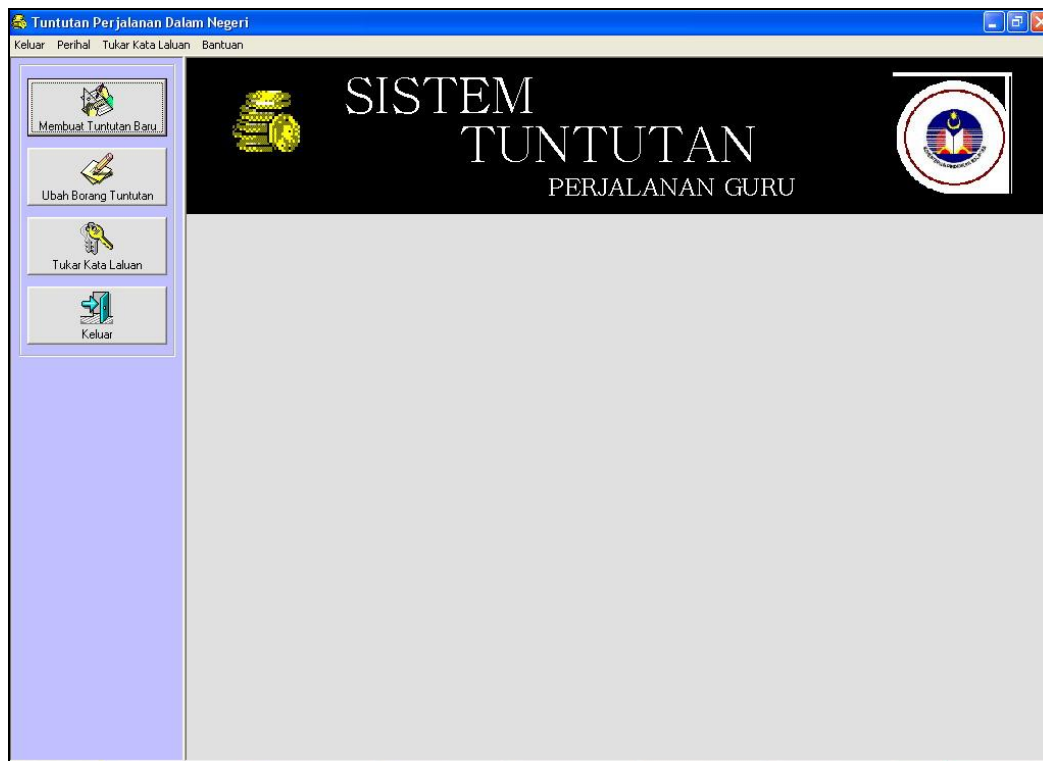 Tuntutan Perjalanan Dalam Negeri
Keluar Perihal Tukar Kata Laluan Bantuan
SISTEM
TUNTUTAN
PERJALANAN GURU
Membuat Tuntutan Baru
Ubah Borang Tuntutan
Tukar Kata Laluan
Keluar